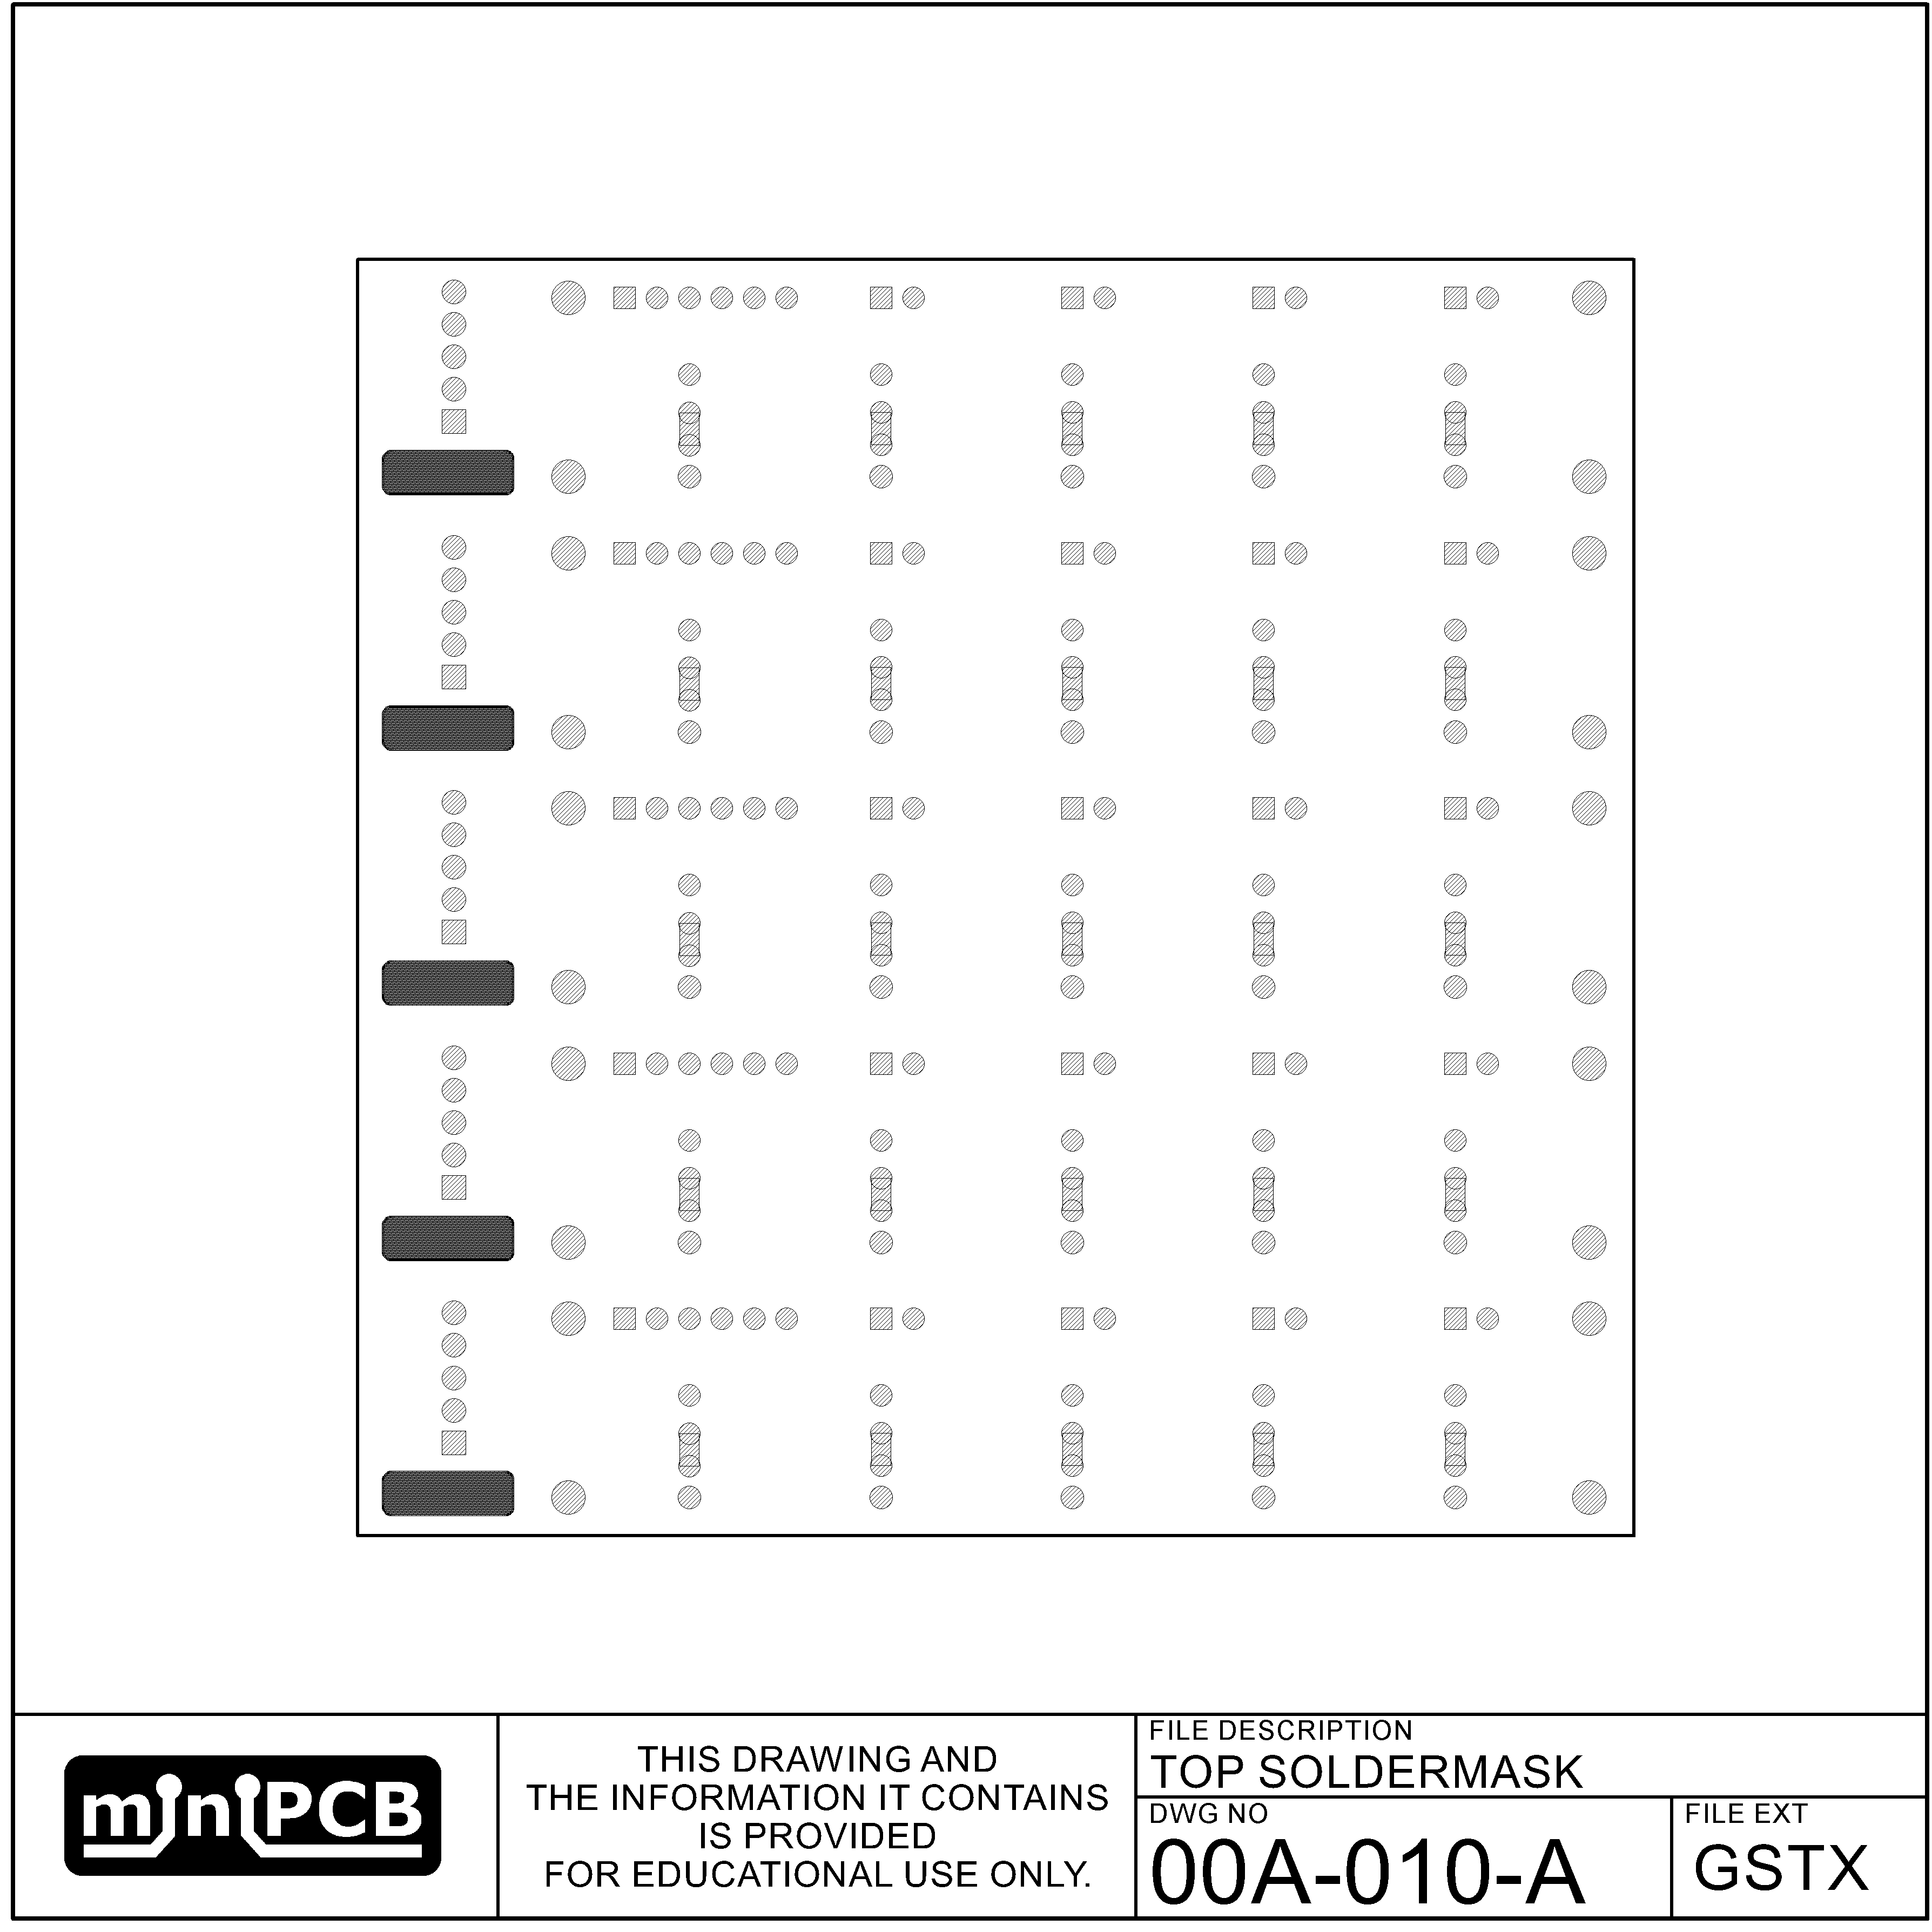 miniPCB
THIS DRAWING AND
THE INFORMATION IT CONTAINS
IS PROVIDED
FOR EDUCATIONAL USE ONLY.
FILE DESCRIPTION
TOP SOLDERMASK
DWG NO
00A-010-A
FILE EXT
GSTX